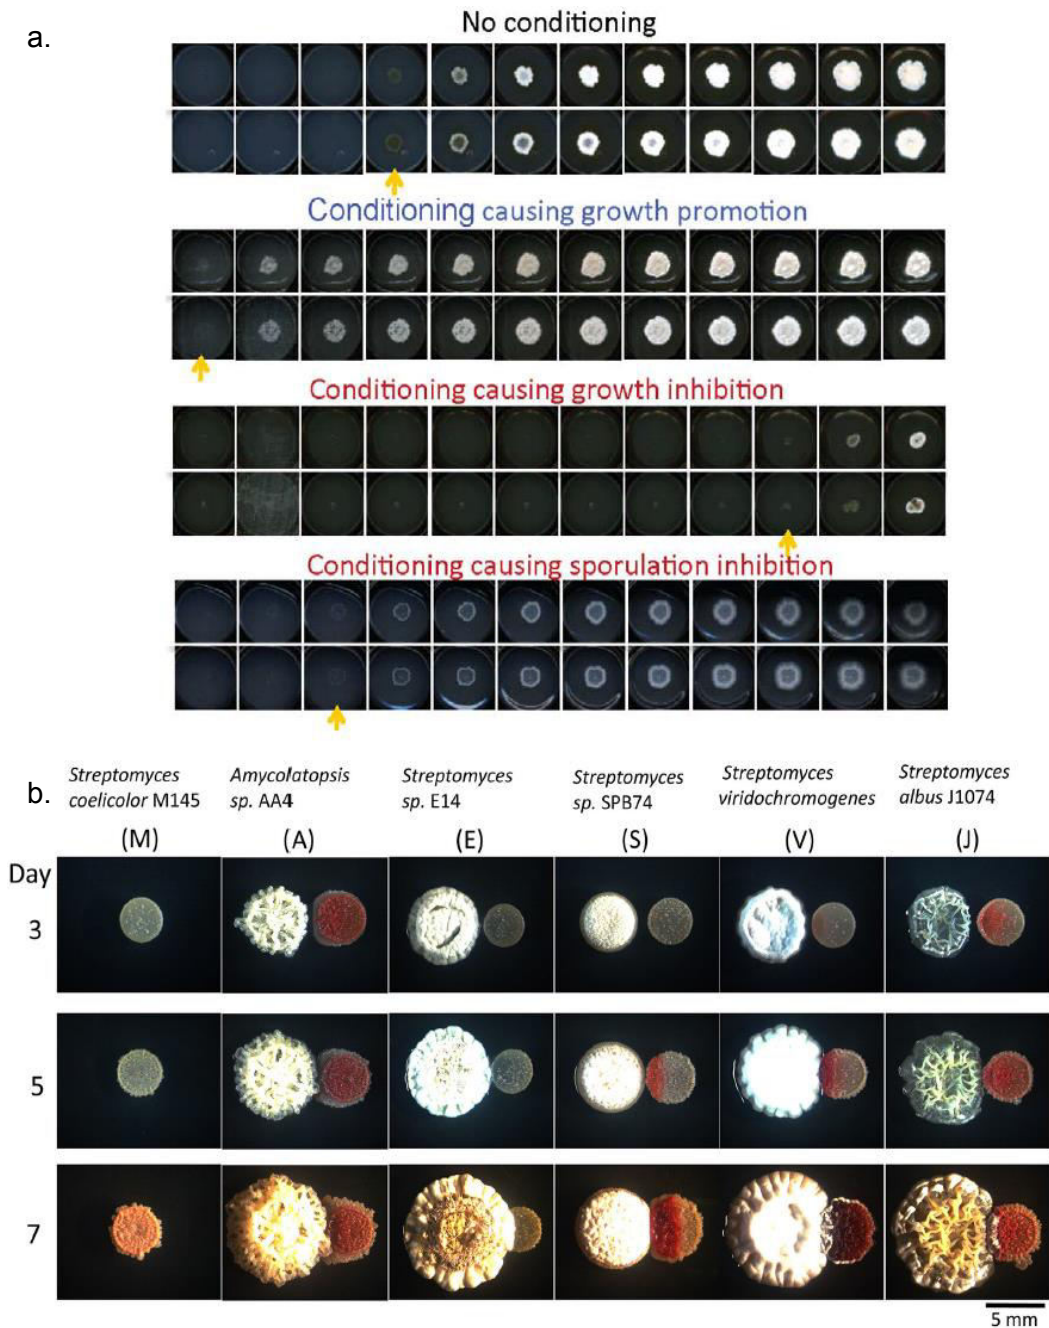 a.
No conditioning
Conditioning causing growth promotion
Conditioning causing growth inhibition
Conditioning causing sporulation inhibition
b.
Streptomyces
coelicolor M145
(M)
Amycolatopsis
sp. AA4
(A)
Streptomyces
sp. E14
(E)
Streptomyces
sp. SPB74
(S)
Streptomyces
viridochromogenes
(V)
Streptomyces
albus J1074
(J)
Day
3
5
7
5 mm